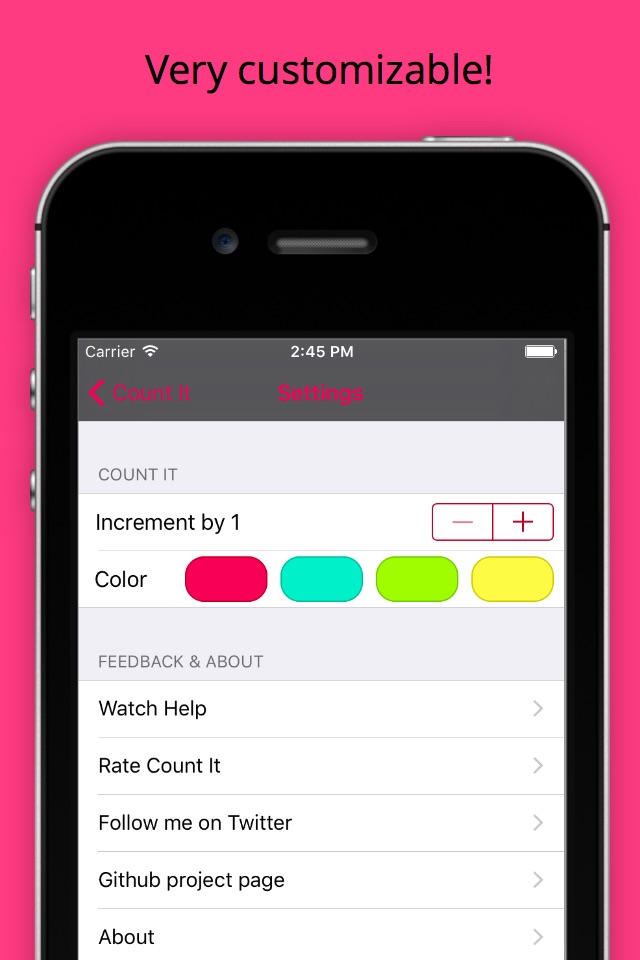 Very customizable!
Carrier 2:45 PM
Count It Settings
COUNT IT
Increment by 1 − +
Color
FEEDBACK & ABOUT
Watch Help
Rate Count It
Follow me on Twitter
Github project page
About